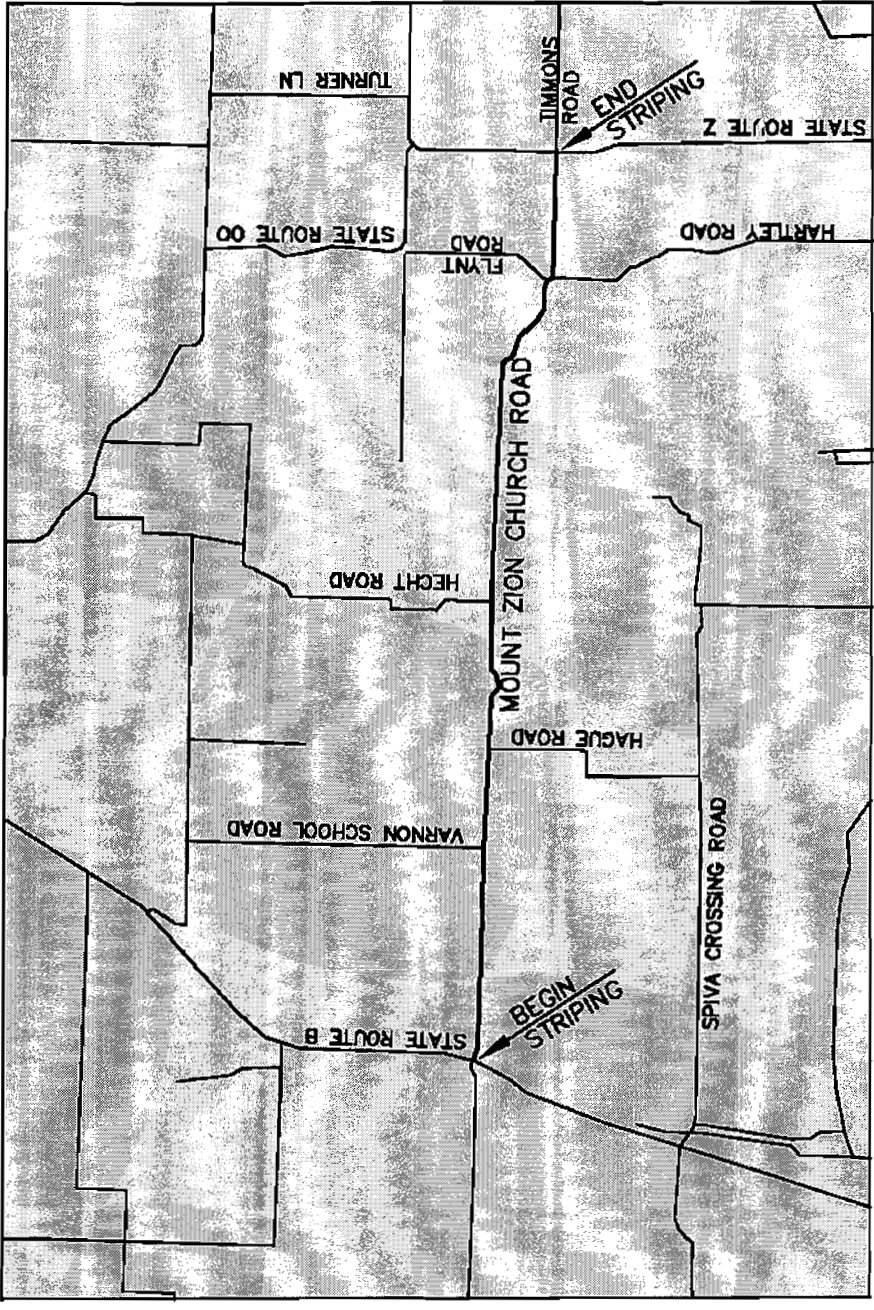 TURNER LN
TIMMONS
ROAD
END
STRIPING
STATE ROUTE Z
STATE ROUTE OO
FLYNT
ROAD
HARTLEY ROAD
MOUNT ZION CHURCH ROAD
HECHT ROAD
HAGUE ROAD
VARNON SCHOOL ROAD
SPIVA CROSSING ROAD
BEGIN
STRIPING
STATE ROUTE B